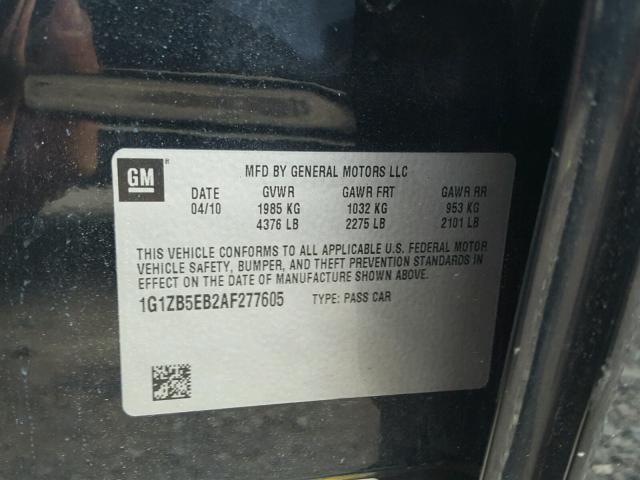 GM
MFD BY GENERAL MOTORS LLC
DATE GVWR GAWR FRT GAWR RR
04/10 1985 KG 1032 KG 953 KG
4376 LB 2275 LB 2101 LB
THIS VEHICLE CONFORMS TO ALL APPLICABLE U.S. FEDERAL MOTOR
VEHICLE SAFETY, BUMPER, AND THEFT PREVENTION STANDARDS IN
EFFECT ON THE DATE OF MANUFACTURE SHOWN ABOVE.
1G1ZB5EB2AF277605 TYPE: PASS CAR